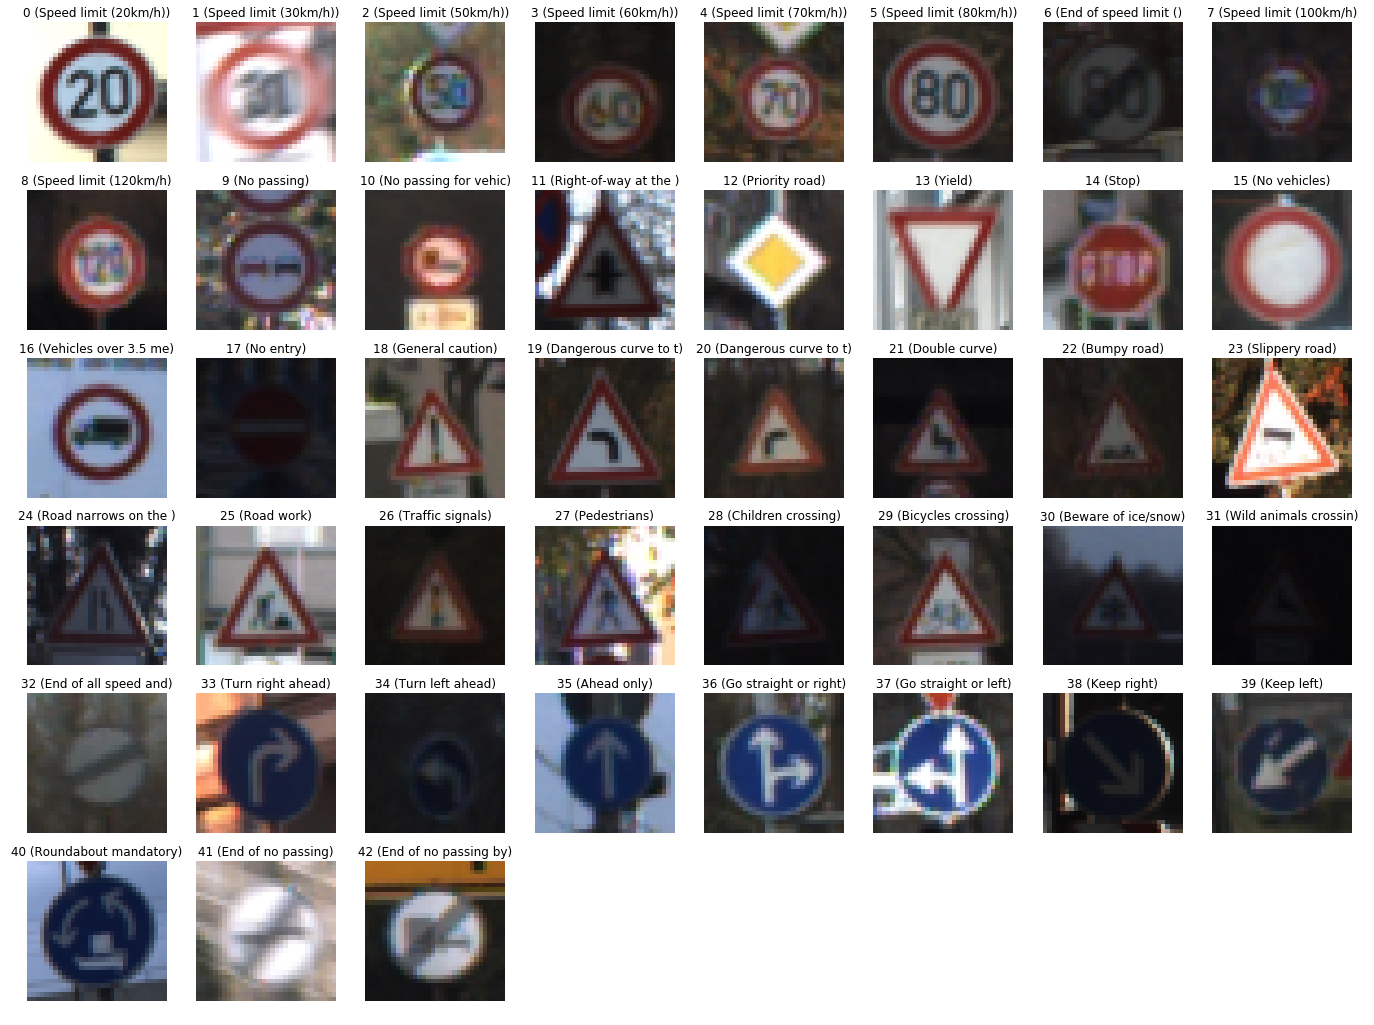 0 (Speed limit (20km/h))
1 (Speed limit (30km/h))
2 (Speed limit (50km/h))
3 (Speed limit (60km/h))
4 (Speed limit (70km/h))
5 (Speed limit (80km/h))
6 (End of speed limit ()
7 (Speed limit (100km/h)
20
30
50
60
70
80
80
8 (Speed limit (120km/h)
9 (No passing)
10 (No passing for vehic)
11 (Right-of-way at the )
12 (Priority road)
13 (Yield)
14 (Stop)
15 (No vehicles)
120
STOP
16 (Vehicles over 3.5 me)
17 (No entry)
18 (General caution)
19 (Dangerous curve to t)
20 (Dangerous curve to t)
21 (Double curve)
22 (Bumpy road)
23 (Slippery road)
24 (Road narrows on the )
25 (Road work)
26 (Traffic signals)
27 (Pedestrians)
28 (Children crossing)
29 (Bicycles crossing)
30 (Beware of ice/snow)
31 (Wild animals crossin)
32 (End of all speed and)
33 (Turn right ahead)
34 (Turn left ahead)
35 (Ahead only)
36 (Go straight or right)
37 (Go straight or left)
38 (Keep right)
39 (Keep left)
40 (Roundabout mandatory)
41 (End of no passing)
42 (End of no passing by)